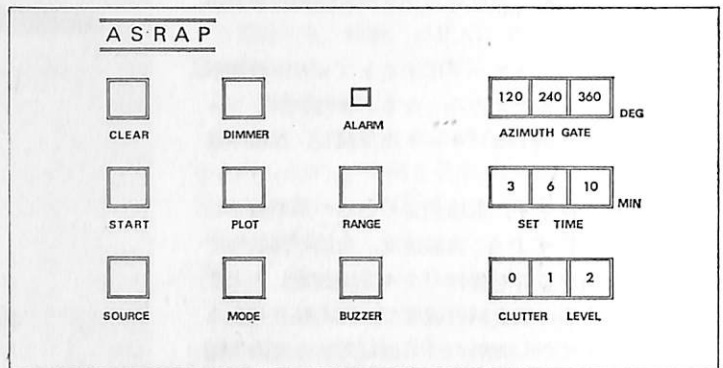 A S·RAP
120 240 360 DEG
CLEAR DIMMER ALARM AZIMUTH GATE
3 6 10 MIN
START PLOT RANGE SET TIME
0 1 2
SOURCE MODE BUZZER CLUTTER LEVEL